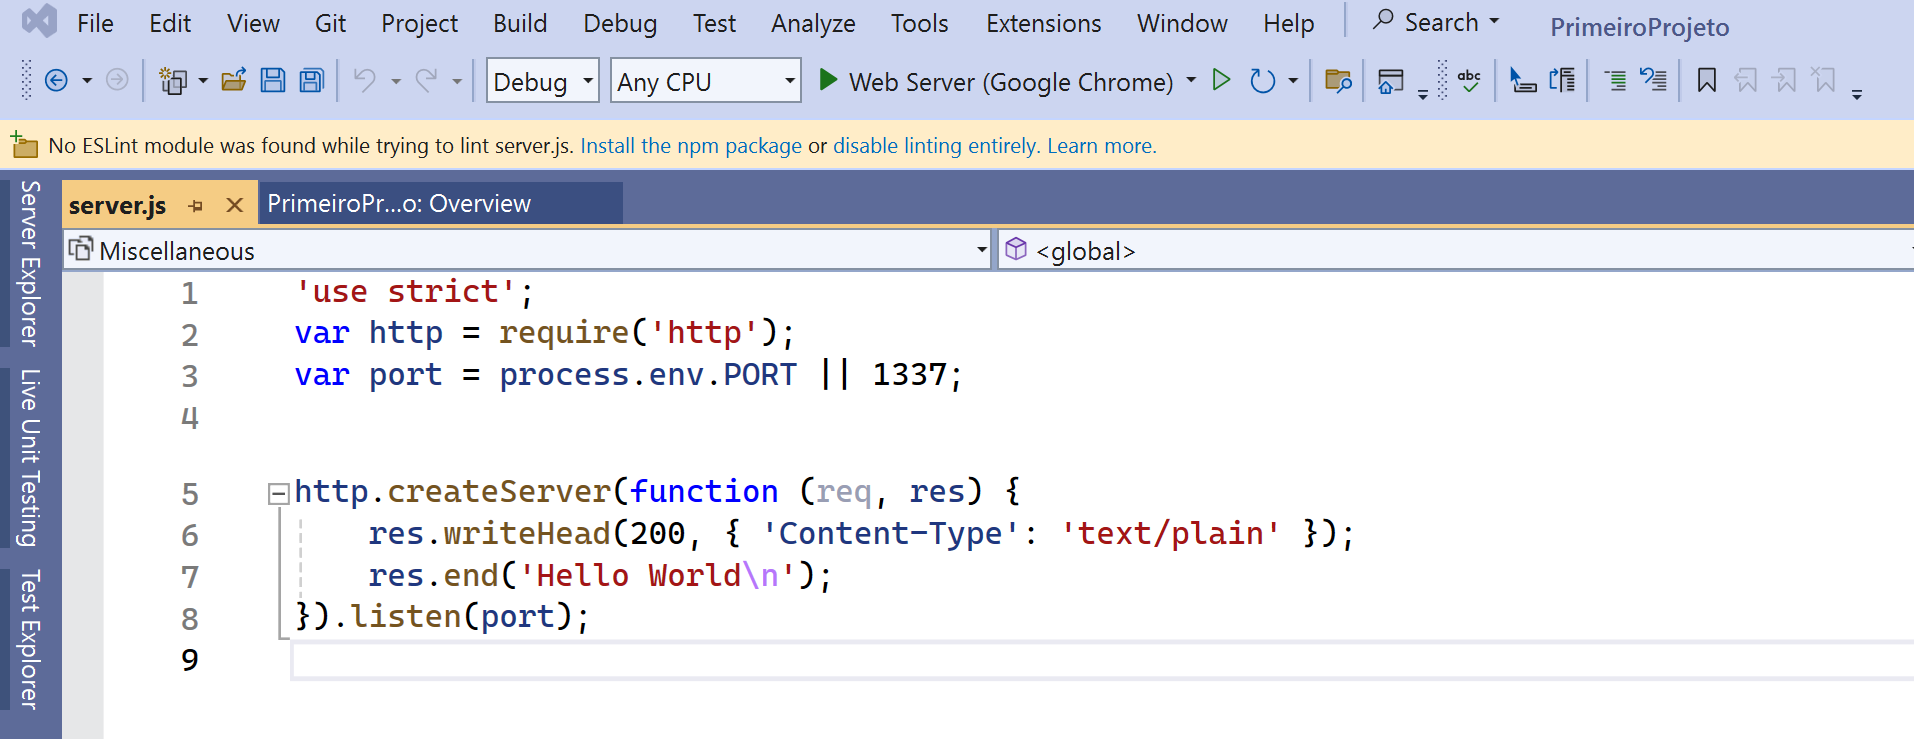 File Edit View Git Project Build Debug Test Analyze Tools Extensions Window Help Search PrimeiroProjeto
Debug Any CPU Web Server (Google Chrome) abc
No ESLint module was found while trying to lint server.js. Install the npm package or disable linting entirely. Learn more.
Server Explorer
Live Unit Testing
Test Explorer
server.js PrimeiroPr...o: Overview
Miscellaneous <global>
1 'use strict';
2 var http = require('http');
3 var port = process.env.PORT || 1337;
4
5 http.createServer(function (req, res) {
6     res.writeHead(200, { 'Content-Type': 'text/plain' });
7     res.end('Hello World\n');
8 }).listen(port);
9